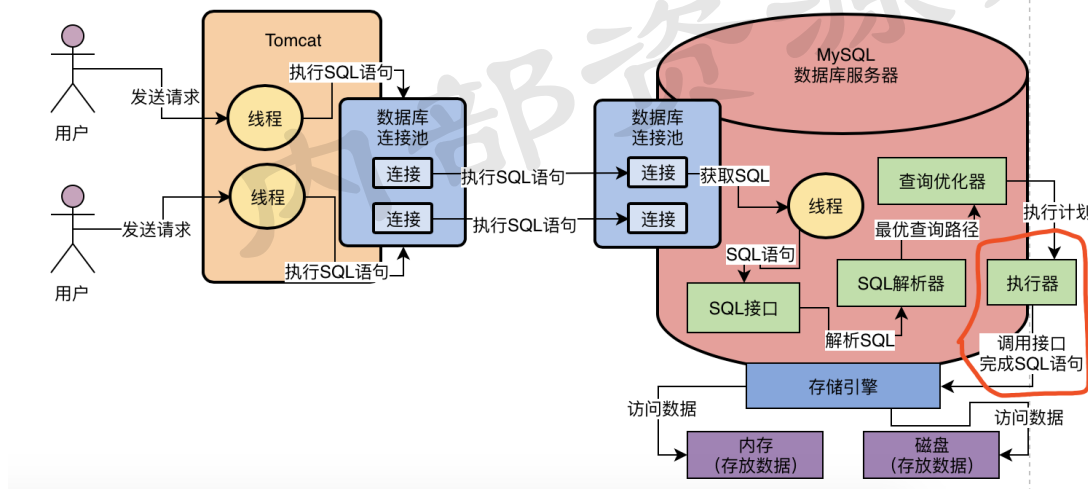 内部资源
Tomcat
MySQL
数据库服务器
用户
发送请求
线程
执行SQL语句
数据库
连接池
连接
执行SQL语句
数据库
连接池
连接
获取SQL
线程
查询优化器
执行计划
用户
发送请求
线程
执行SQL语句
连接
执行SQL语句
连接
SQL语句
最优查询路径
SQL接口
解析SQL
SQL解析器
执行器
调用接口
完成SQL语句
存储引擎
访问数据
访问数据
内存
（存放数据）
磁盘
（存放数据）